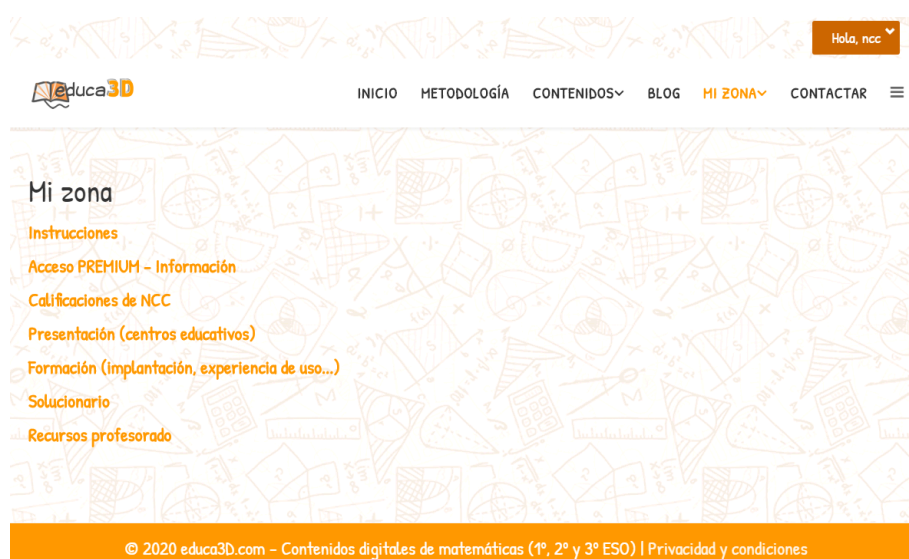 Hola, ncc
educa3D
INICIO METODOLOGÍA CONTENIDOS BLOG MI ZONA CONTACTAR
Mi zona
Instrucciones
Acceso PREMIUM – Información
Calificaciones de NCC
Presentación (centros educativos)
Formación (implantación, experiencia de uso...)
Solucionario
Recursos profesorado
© 2020 educa3D.com – Contenidos digitales de matemáticas (1º, 2º y 3º ESO) | Privacidad y condiciones